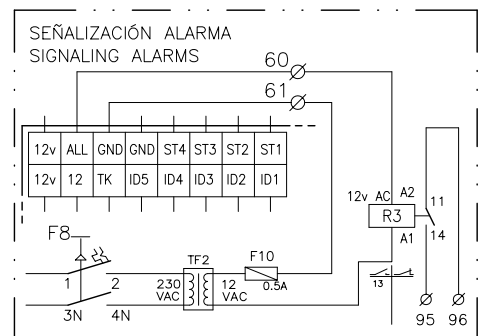 SEÑALIZACIÓN ALARMA
SIGNALING ALARMS
60
61
12v ALL GND GND ST4 ST3 ST2 ST1
12v 12 TK ID5 ID4 ID3 ID2 ID1
12v AC A2
R3 11
A1 14
F8
TF2 F10
1 2 230 VAC 12 VAC 0.5A
13
3N 4N
95 96